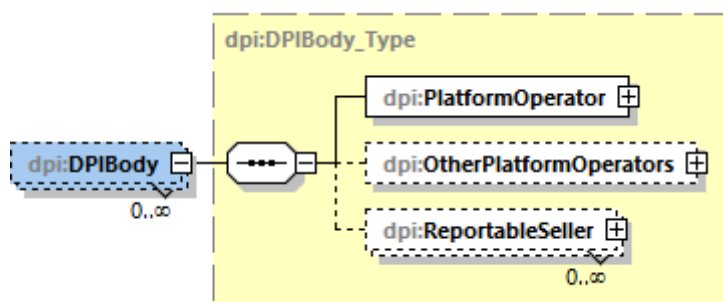 dpi:DPIBody_Type
dpi:PlatformOperator
dpi:DPIBody
0..∞
dpi:OtherPlatformOperators
dpi:ReportableSeller
0..∞